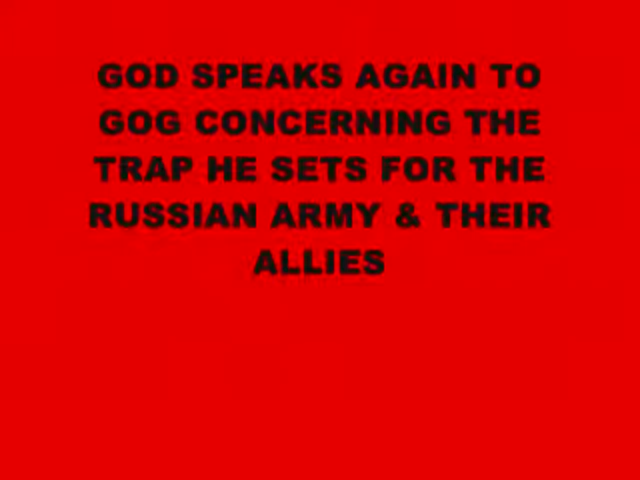 GOD SPEAKS AGAIN TO
GOG CONCERNING THE
TRAP HE SETS FOR THE
RUSSIAN ARMY & THEIR
ALLIES